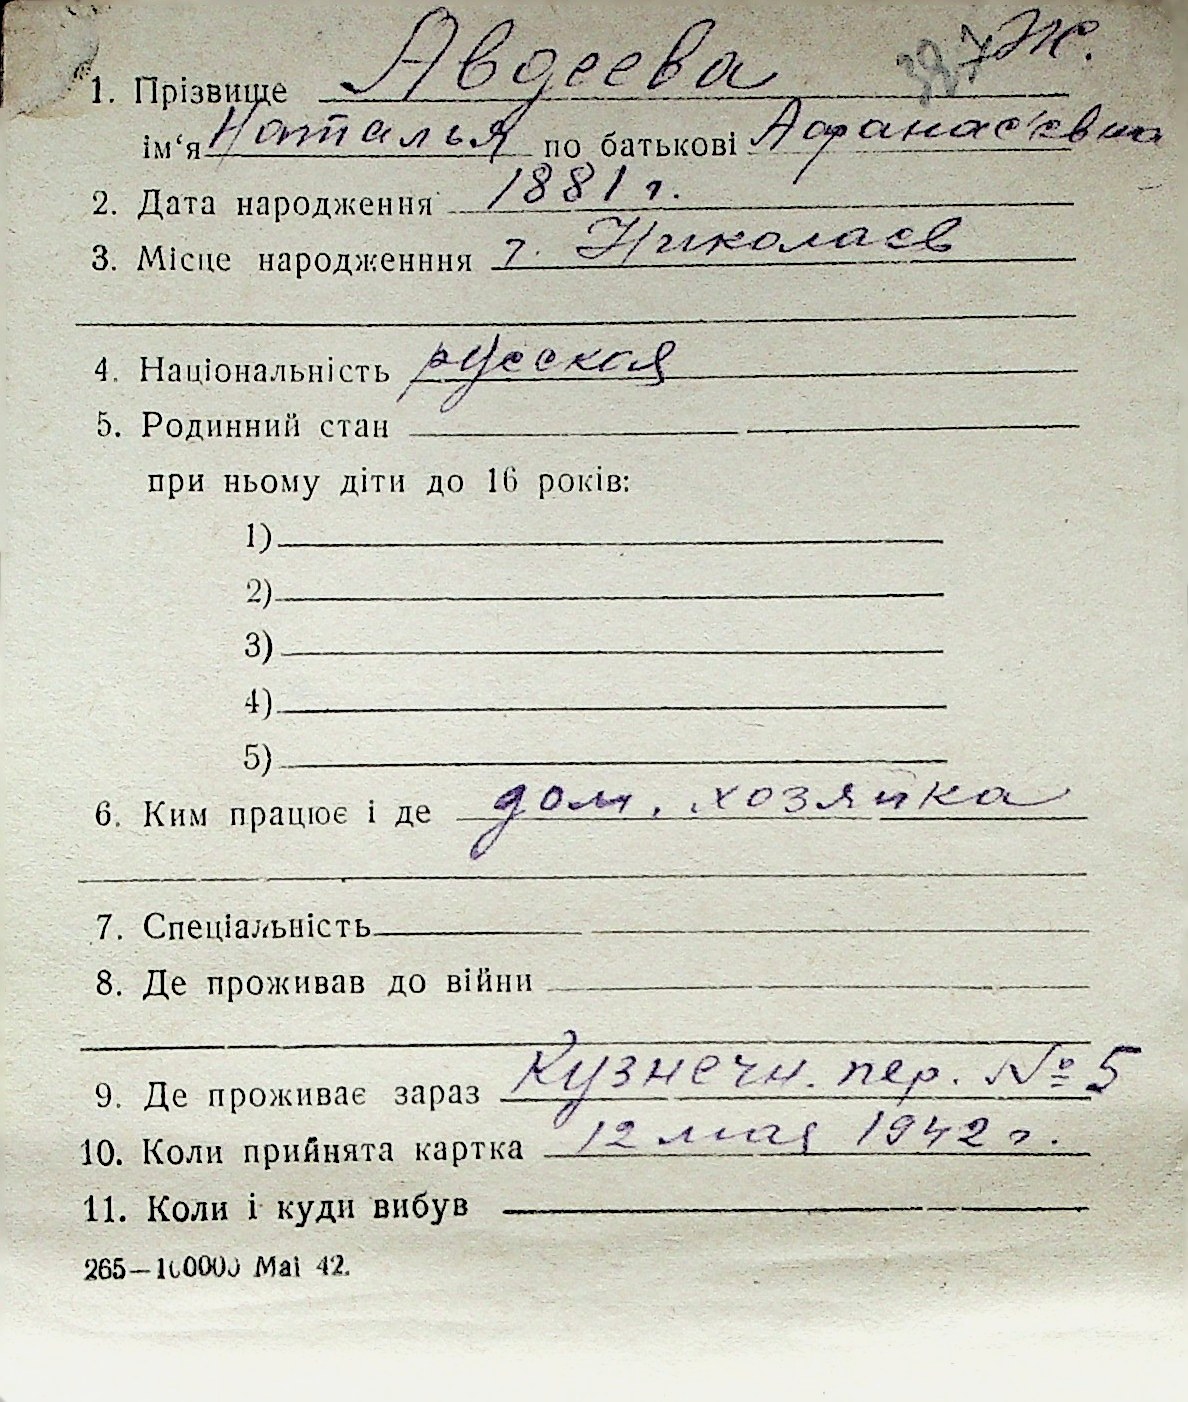 1. Прізвище Авдеева 387 Ж.
ім‘я Наталья по батькові Афанасьевна
2. Дата народження 1881 г.
3. Місце народженння г. Николаев
4. Національність русская
5. Родинний стан
при ньому діти до 16 років:
1)
2)
3)
4)
5)
6. Ким працює і де дом. хозяйка
7. Спеціальність
8. Де проживав до війни
9. Де проживає зараз Кузнечн. пер. № 5
10. Коли прийнята картка 12 мая 1942 г.
11. Коли і куди вибув
265—100000 Mai 42.